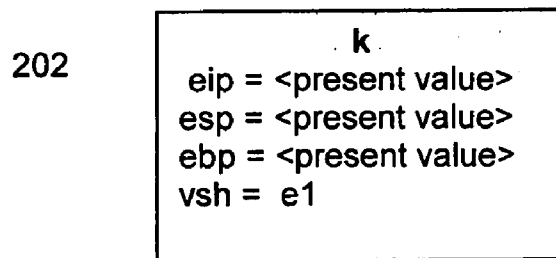 202
k
eip = <present value>
esp = <present value>
ebp = <present value>
vsh = e1